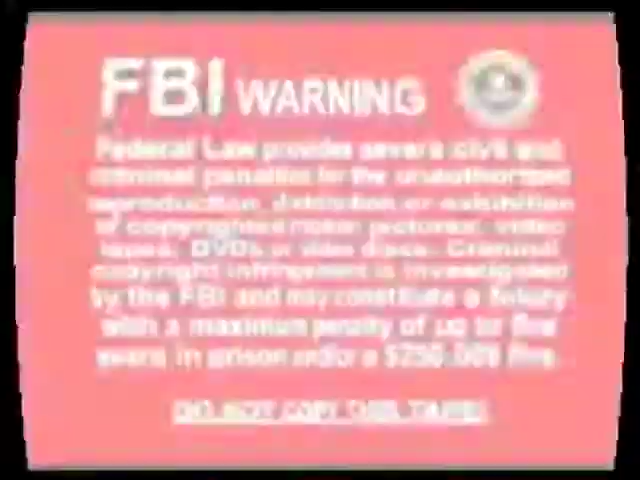 FBI WARNING
Federal Law provides severe civil and
criminal penalties for the unauthorized
reproduction, distribution or exhibition
of copyrighted motion pictures, video
tapes, DVDs or video discs. Criminal
copyright infringement is investigated
by the FBI and may constitute a felony
with a maximum penalty of up to five
years in prison and/or a $250,000 fine.
DO NOT COPY THIS TAPE!